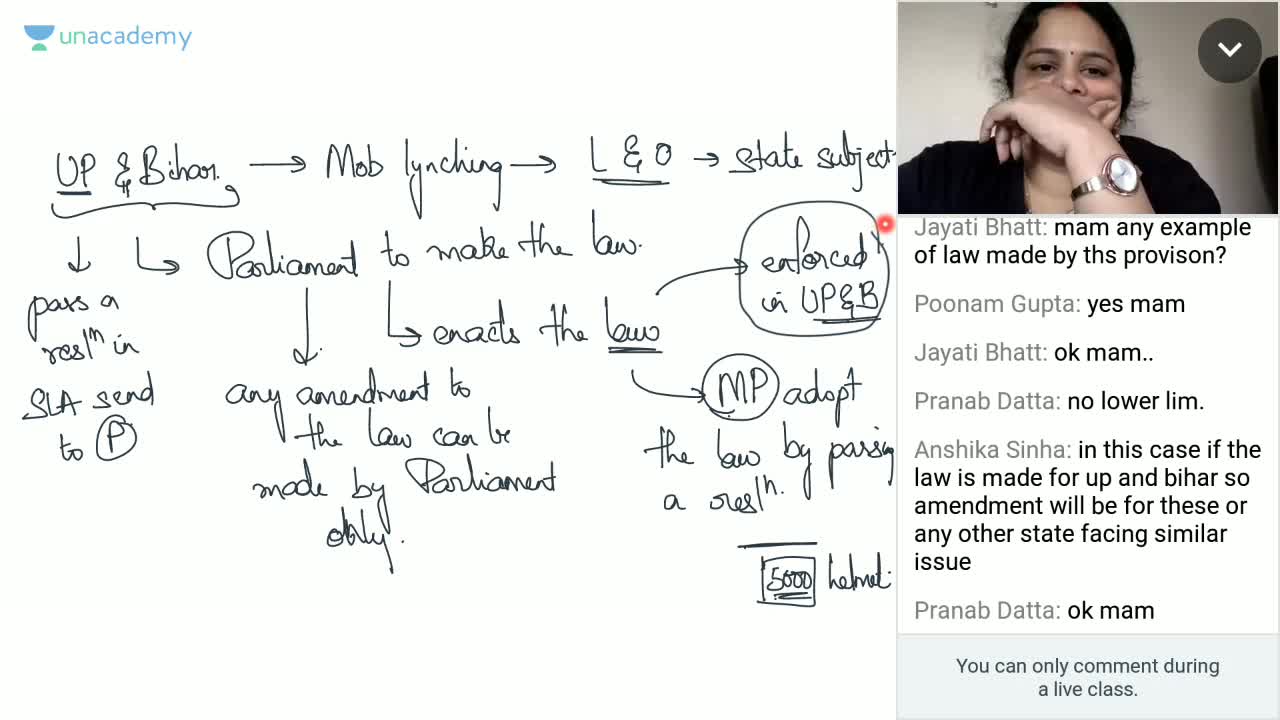 unacademy
UP & Bihar. → Mob lynching → L & O → State subject
↓ ↳ Parliament to make the law.
pass a
resl^n in
SLA send
to P
↳ enacts the law
enforced
in UP&B
any amendment to
the law can be
made by Parliament
only.
MP adopt
the law by passing
a resl^n.
5000 helmet.
Jayati Bhatt: mam any example
of law made by ths provison?
Poonam Gupta: yes mam
Jayati Bhatt: ok mam..
Pranab Datta: no lower lim.
Anshika Sinha: in this case if the
law is made for up and bihar so
amendment will be for these or
any other state facing similar
issue
Pranab Datta: ok mam
You can only comment during
a live class.